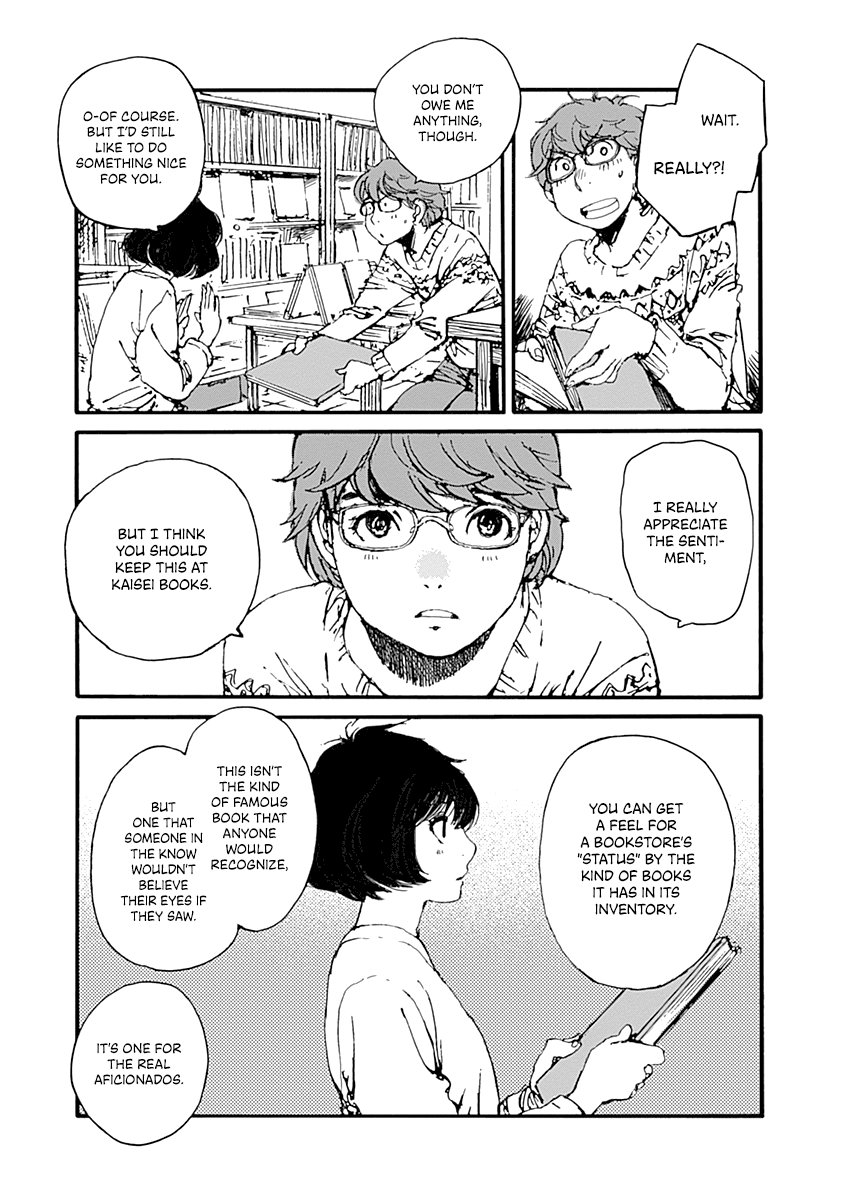 WAIT.
REALLY?!
YOU DON'T
OWE ME
ANYTHING,
THOUGH.
O-OF COURSE.
BUT I'D STILL
LIKE TO DO
SOMETHING NICE
FOR YOU.
I REALLY
APPRECIATE
THE SENTI-
MENT,
BUT I THINK
YOU SHOULD
KEEP THIS AT
KAISEI BOOKS.
YOU CAN GET
A FEEL FOR
A BOOKSTORE'S
"STATUS" BY THE
KIND OF BOOKS
IT HAS IN ITS
INVENTORY.
THIS ISN'T
THE KIND
OF FAMOUS
BOOK THAT
ANYONE
WOULD
RECOGNIZE,
BUT
ONE THAT
SOMEONE IN
THE KNOW
WOULDN'T
BELIEVE
THEIR EYES IF
THEY SAW.
IT'S ONE FOR
THE REAL
AFICIONADOS.